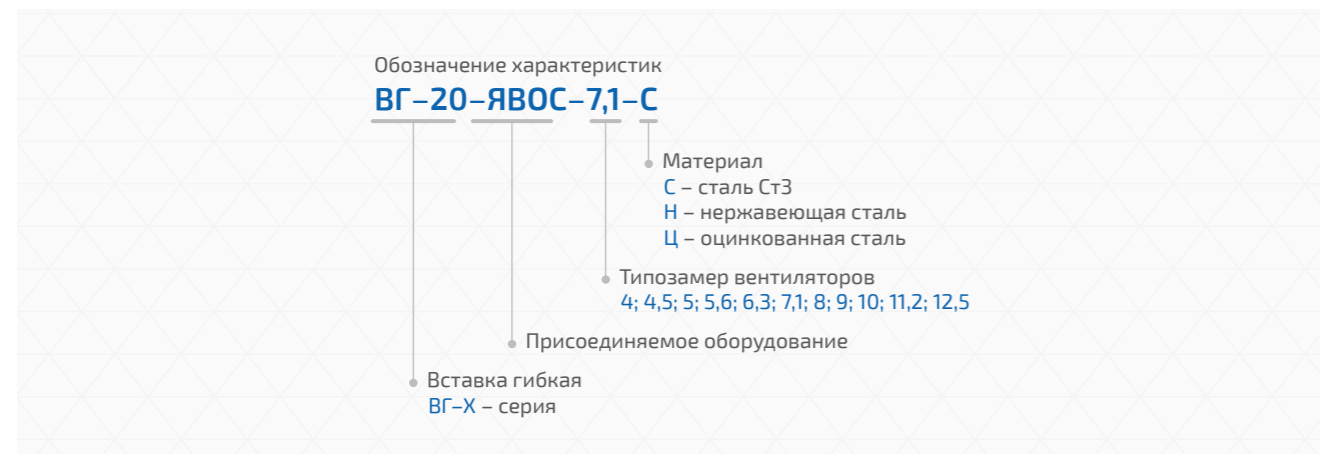 Обозначение характеристик
ВГ–20–ЯВОС–7,1–С
Материал
С – сталь Ст3
Н – нержавеющая сталь
Ц – оцинкованная сталь
Типозамер вентиляторов
4; 4,5; 5; 5,6; 6,3; 7,1; 8; 9; 10; 11,2; 12,5
Присоединяемое оборудование
Вставка гибкая
ВГ–Х – серия